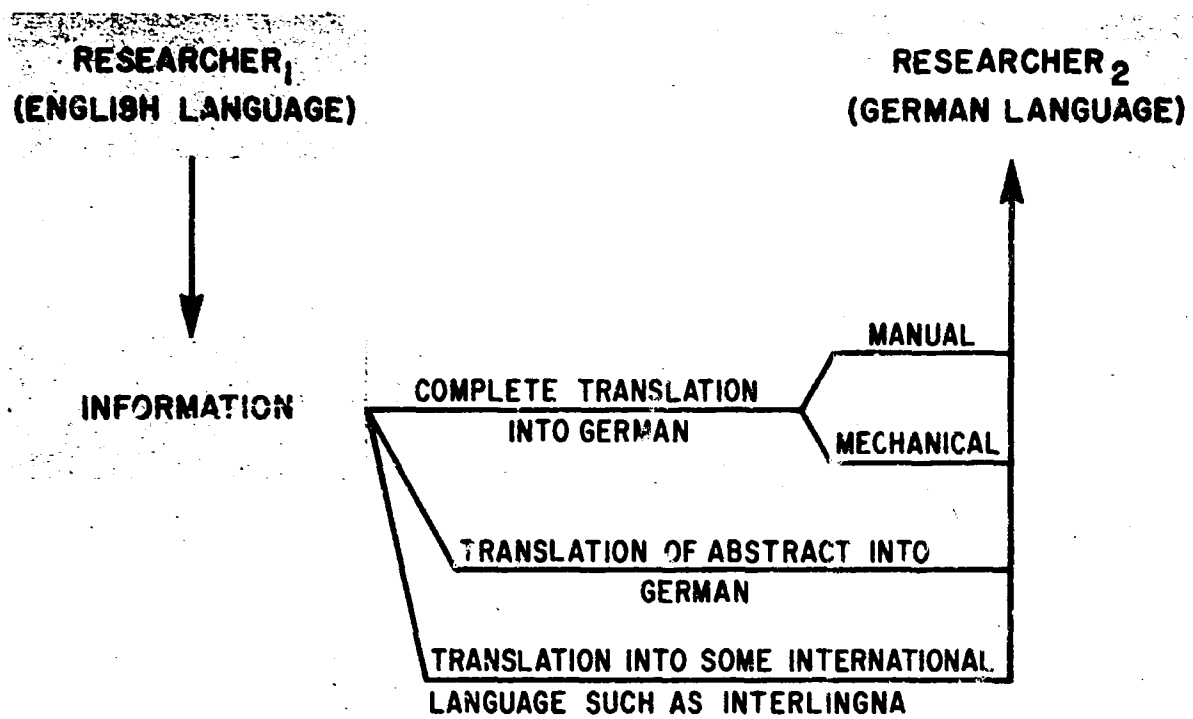 RESEARCHER₁
(ENGLISH LANGUAGE)
RESEARCHER₂
(GERMAN LANGUAGE)
INFORMATION
COMPLETE TRANSLATION
INTO GERMAN
MANUAL
MECHANICAL
TRANSLATION OF ABSTRACT INTO
GERMAN
TRANSLATION INTO SOME INTERNATIONAL
LANGUAGE SUCH AS INTERLINGNA